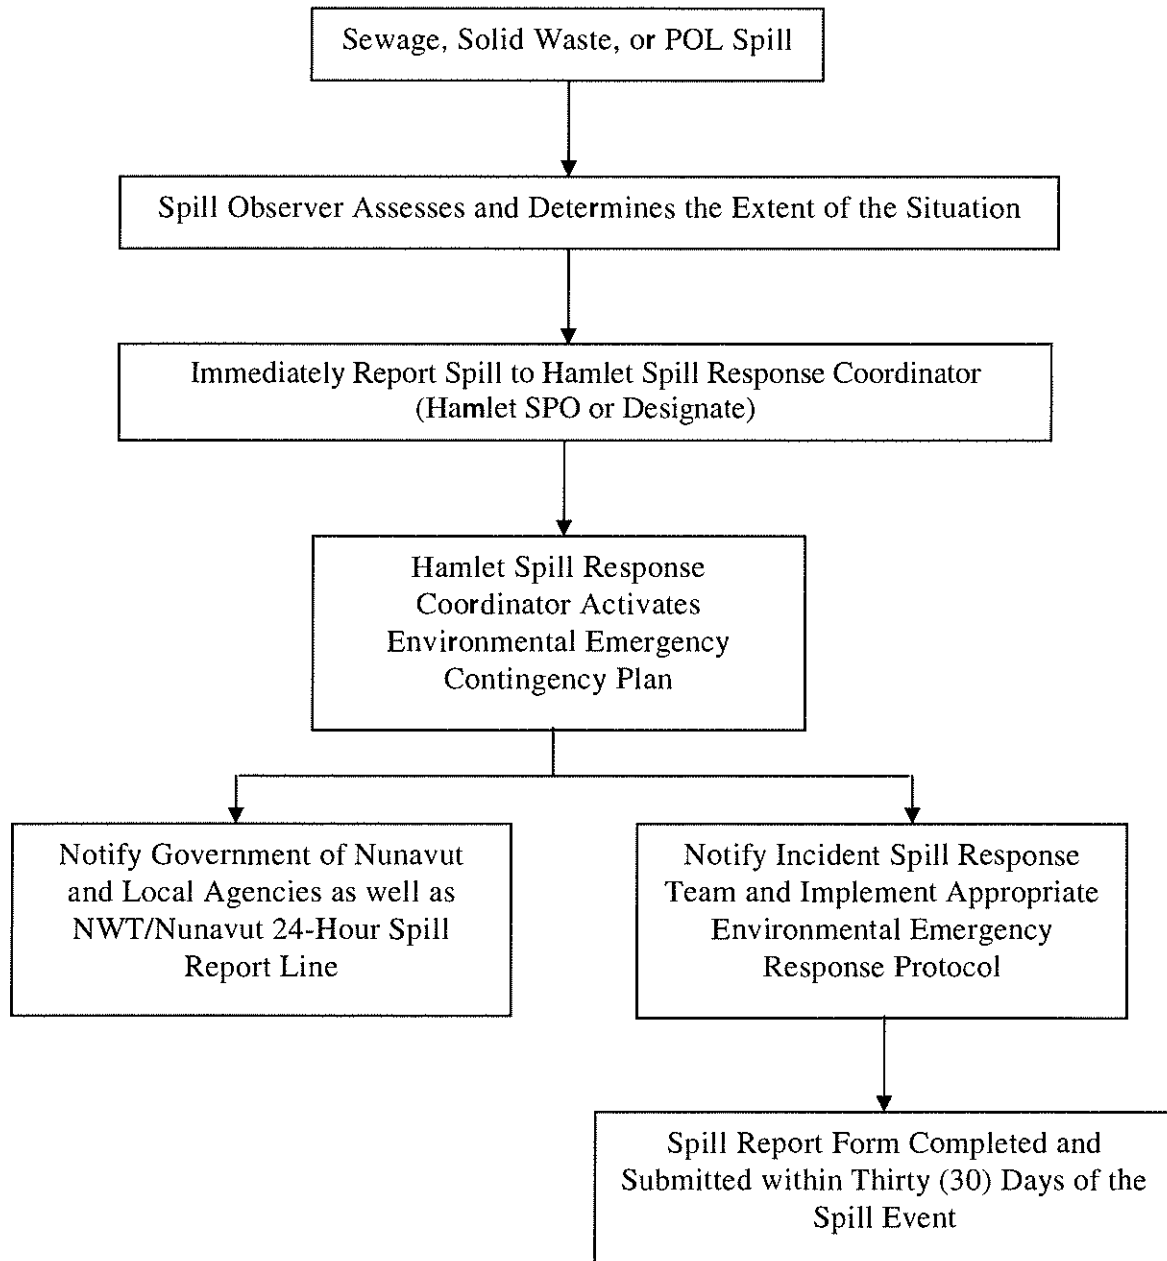 Sewage, Solid Waste, or POL Spill
Spill Observer Assesses and Determines the Extent of the Situation
Immediately Report Spill to Hamlet Spill Response Coordinator
(Hamlet SPO or Designate)
Hamlet Spill Response
Coordinator Activates
Environmental Emergency
Contingency Plan
Notify Government of Nunavut
and Local Agencies as well as
NWT/Nunavut 24-Hour Spill
Report Line
Notify Incident Spill Response
Team and Implement Appropriate
Environmental Emergency
Response Protocol
Spill Report Form Completed and
Submitted within Thirty (30) Days of the
Spill Event